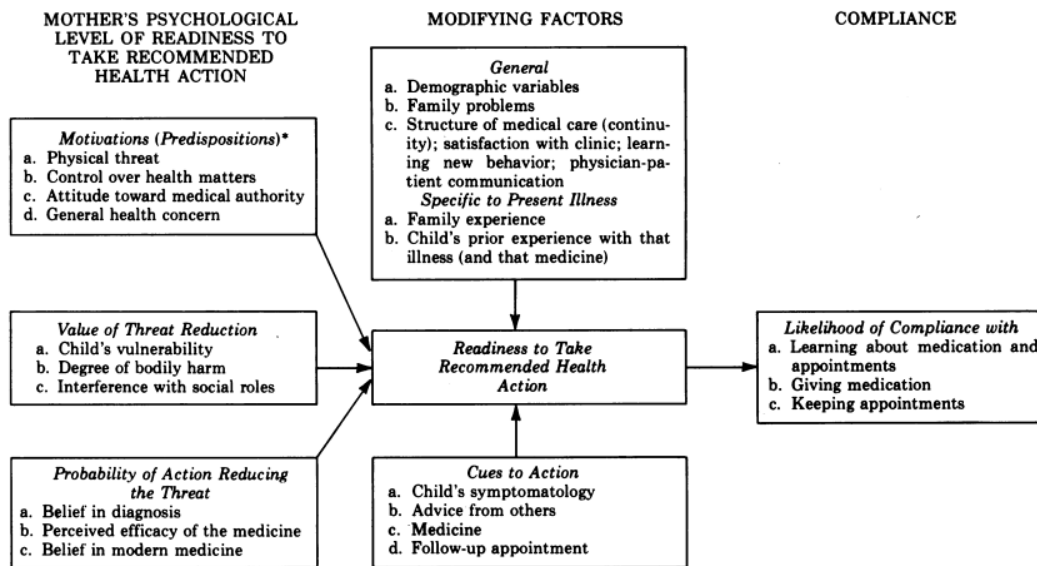 MOTHER'S PSYCHOLOGICAL
LEVEL OF READINESS TO
TAKE RECOMMENDED
HEALTH ACTION
Motivations (Predispositions)*
a. Physical threat
b. Control over health matters
c. Attitude toward medical authority
d. General health concern
Value of Threat Reduction
a. Child's vulnerability
b. Degree of bodily harm
c. Interference with social roles
Probability of Action Reducing
the Threat
a. Belief in diagnosis
b. Perceived efficacy of the medicine
c. Belief in modern medicine
MODIFYING FACTORS
General
a. Demographic variables
b. Family problems
c. Structure of medical care (continu-
ity); satisfaction with clinic; learn-
ing new behavior; physician-pa-
tient communication
Specific to Present Illness
a. Family experience
b. Child's prior experience with that
illness (and that medicine)
Readiness to Take
Recommended Health
Action
Cues to Action
a. Child's symptomatology
b. Advice from others
c. Medicine
d. Follow-up appointment
COMPLIANCE
Likelihood of Compliance with
a. Learning about medication and
appointments
b. Giving medication
c. Keeping appointments